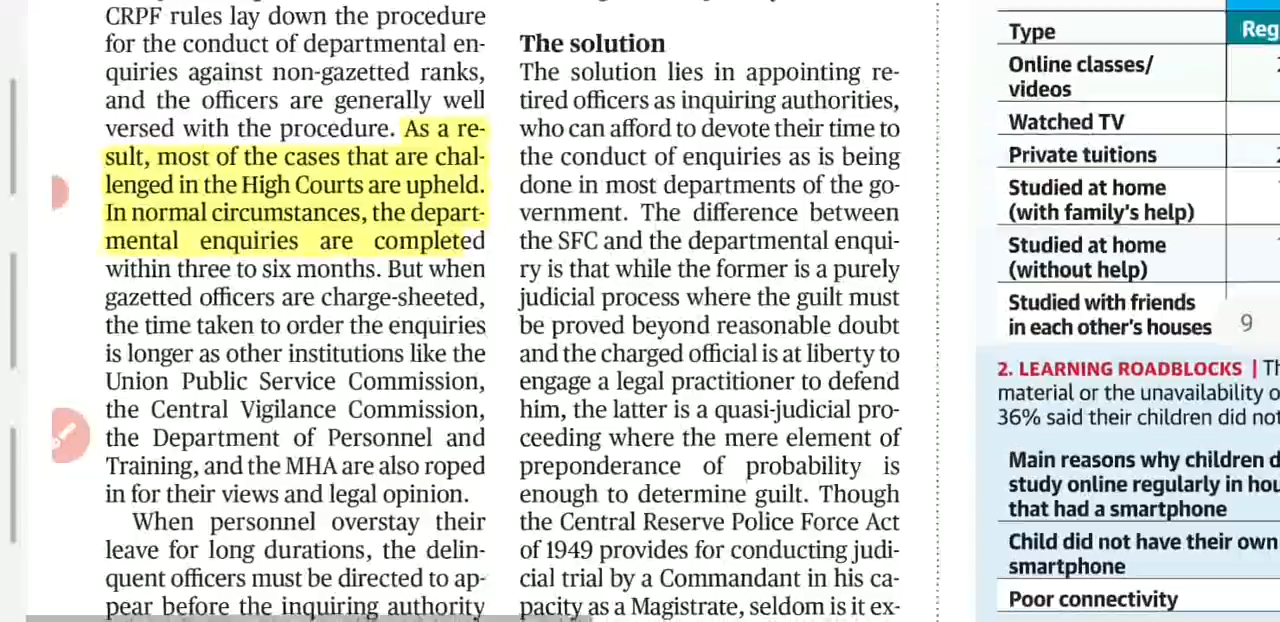 CRPF rules lay down the procedure
for the conduct of departmental en-
quiries against non-gazetted ranks,
and the officers are generally well
versed with the procedure. As a re-
sult, most of the cases that are chal-
lenged in the High Courts are upheld.
In normal circumstances, the depart-
mental enquiries are completed
within three to six months. But when
gazetted officers are charge-sheeted,
the time taken to order the enquiries
is longer as other institutions like the
Union Public Service Commission,
the Central Vigilance Commission,
the Department of Personnel and
Training, and the MHA are also roped
in for their views and legal opinion.
When personnel overstay their
leave for long durations, the delin-
quent officers must be directed to ap-
pear before the inquiring authority
The solution
The solution lies in appointing re-
tired officers as inquiring authorities,
who can afford to devote their time to
the conduct of enquiries as is being
done in most departments of the go-
vernment. The difference between
the SFC and the departmental enqui-
ry is that while the former is a purely
judicial process where the guilt must
be proved beyond reasonable doubt
and the charged official is at liberty to
engage a legal practitioner to defend
him, the latter is a quasi-judicial pro-
ceeding where the mere element of
preponderance of probability is
enough to determine guilt. Though
the Central Reserve Police Force Act
of 1949 provides for conducting judi-
cial trial by a Commandant in his ca-
pacity as a Magistrate, seldom is it ex-
Type Reg
Online classes/
videos
Watched TV
Private tuitions
Studied at home
(with family's help)
Studied at home
(without help)
Studied with friends
in each other's houses
9
2. LEARNING ROADBLOCKS | Th
material or the unavailability o
36% said their children did not
Main reasons why children d
study online regularly in hou
that had a smartphone
Child did not have their own
smartphone
Poor connectivity